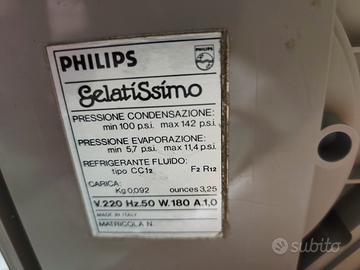 PHILIPS
PHILIPS
gelatissimo
PRESSIONE CONDENSAZIONE:
min 100 p.s.i. max 142 p.s.i.
PRESSIONE EVAPORAZIONE:
min 5,7 p.s.i. max 11,4 p.s.i.
REFRIGERANTE FLUIDO:
tipo CC12 F2 R12
CARICA:
Kg 0,092 ounces 3,25
V.220 Hz.50 W.180 A.1,0
MADE IN ITALY
MATRICOLA N.
subito